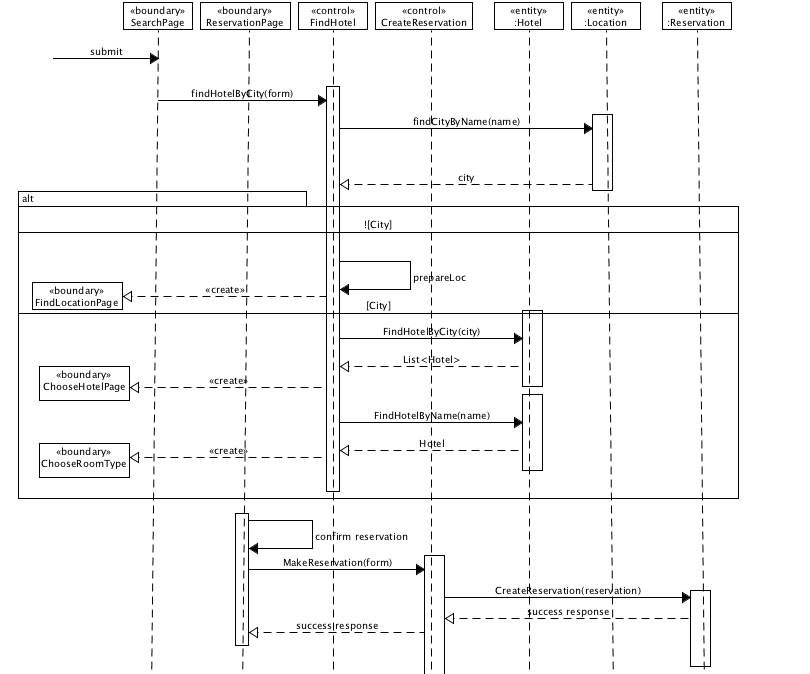 «boundary»
SearchPage
«boundary»
ReservationPage
«control»
FindHotel
«control»
CreateReservation
«entity»
:Hotel
«entity»
:Location
«entity»
:Reservation
submit
findHotelByCity(form)
findCityByName(name)
city
alt
![City]
prepareLoc
«boundary»
FindLocationPage
«create»
[City]
FindHotelByCity(city)
List<Hotel>
«boundary»
ChooseHotelPage
«create»
FindHotelByName(name)
Hotel
«boundary»
ChooseRoomType
«create»
confirm reservation
MakeReservation(form)
CreateReservation(reservation)
success response
success response